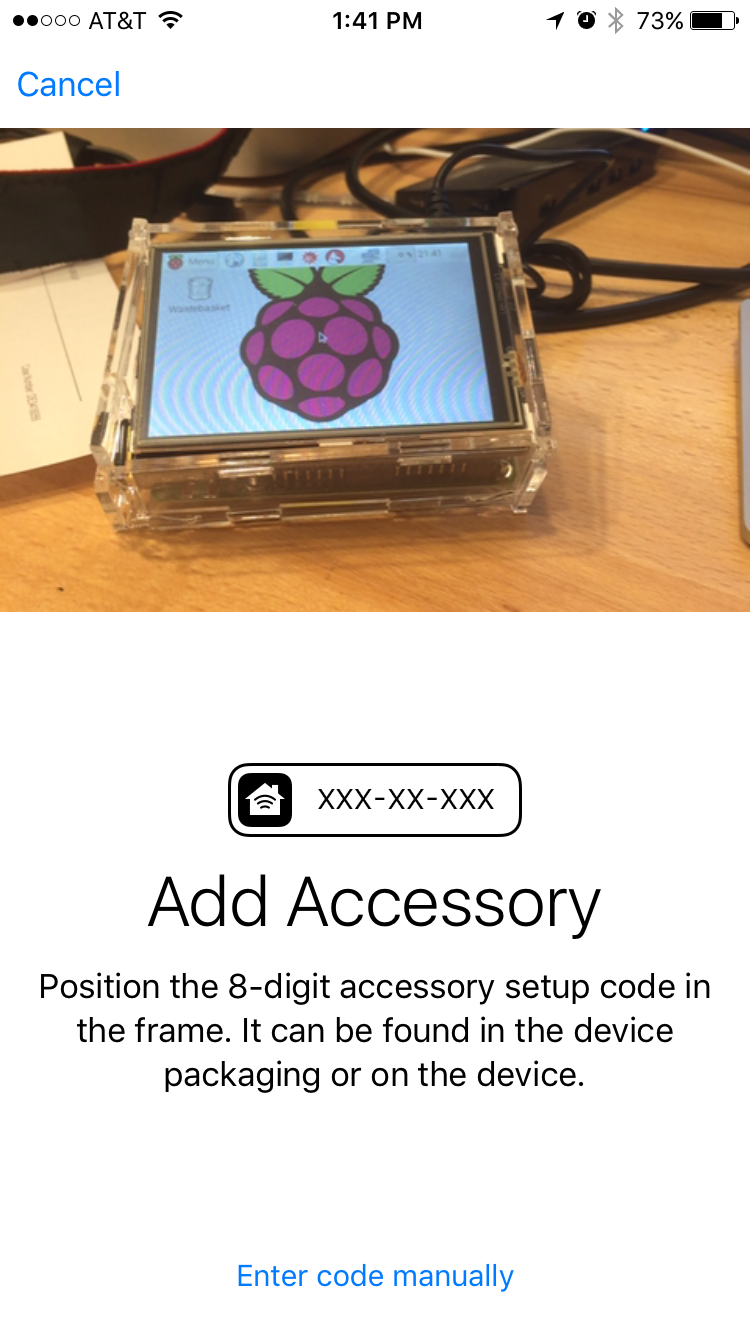 AT&T 1:41 PM 73%
Cancel
Menu 21:41
Wastebasket
XXX-XX-XXX
Add Accessory
Position the 8-digit accessory setup code in
the frame. It can be found in the device
packaging or on the device.
Enter code manually